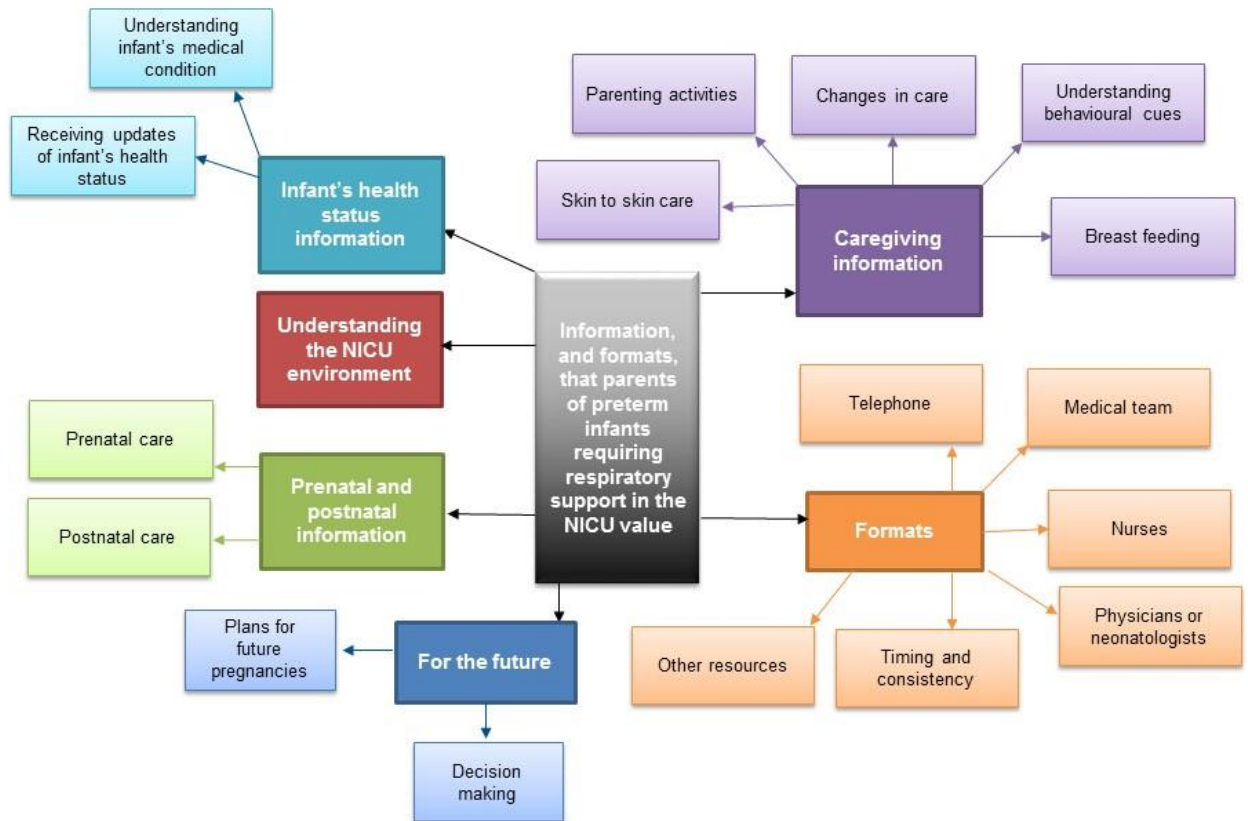 Understanding
infant's medical
condition
Receiving updates
of infant's health
status
Infant's health
status
information
Understanding
the NICU
environment
Prenatal care
Postnatal care
Prenatal and
postnatal
information
Plans for
future
pregnancies
For the future
Decision
making
Information,
and formats,
that parents
of preterm
infants
requiring
respiratory
support in the
NICU value
Parenting activities
Changes in care
Understanding
behavioural cues
Skin to skin care
Caregiving
information
Breast feeding
Telephone
Medical team
Formats
Nurses
Physicians or
neonatologists
Other resources
Timing and
consistency